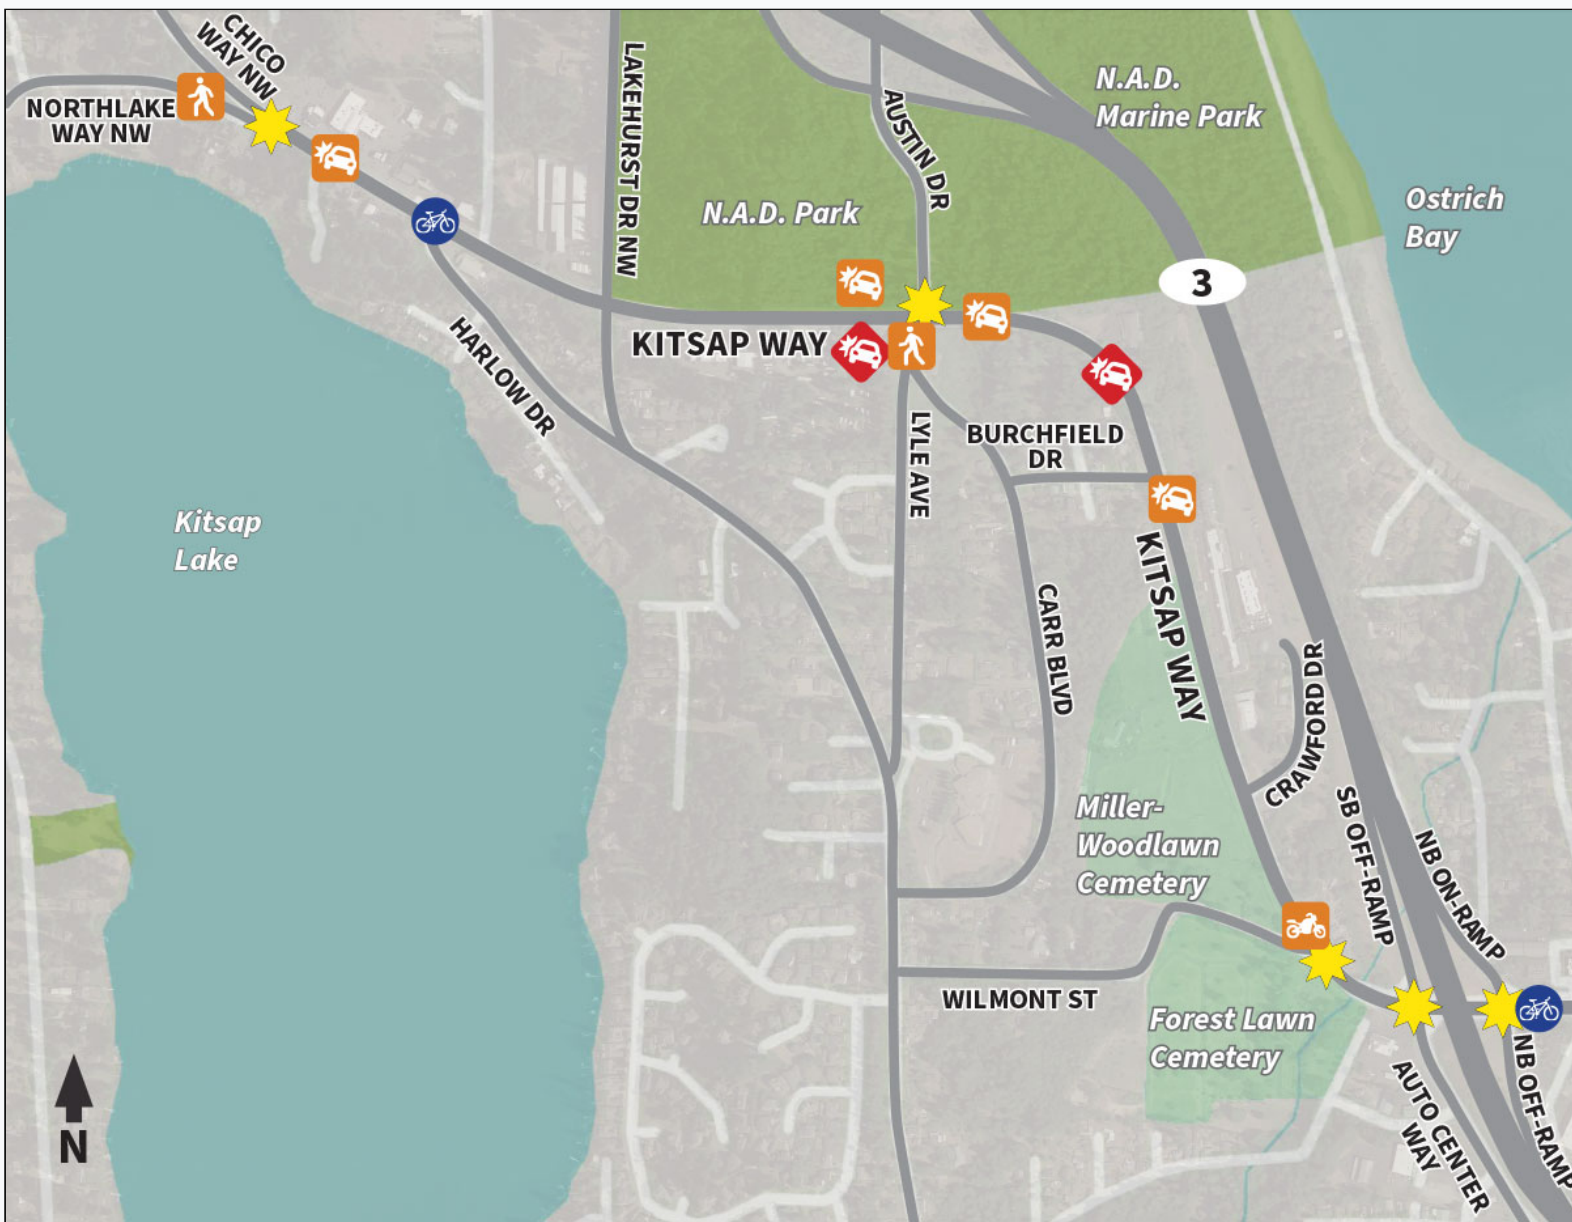 CHICO
WAY NW
NORTHLAKE
WAY NW
LAKEHURST DR NW
AUSTIN DR
N.A.D.
Marine Park
N.A.D. Park
Ostrich
Bay
3
KITSAP WAY
HARLOW DR
LYLE AVE
BURCHFIELD
DR
Kitsap
Lake
KITSAP WAY
CARR BLVD
CRAWFORD DR
Miller-
Woodlawn
Cemetery
SB OFF-RAMP
NB ON-RAMP
WILMONT ST
Forest Lawn
Cemetery
NB OFF-RAMP
AUTO CENTER
WAY
N